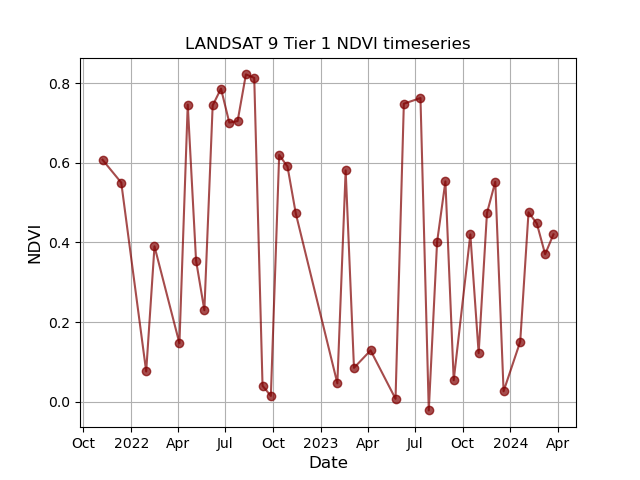 LANDSAT 9 Tier 1 NDVI timeseries
0.8
0.6
0.4
0.2
0.0
NDVI
Oct 2022 Apr Jul Oct 2023 Apr Jul Oct 2024 Apr
Date